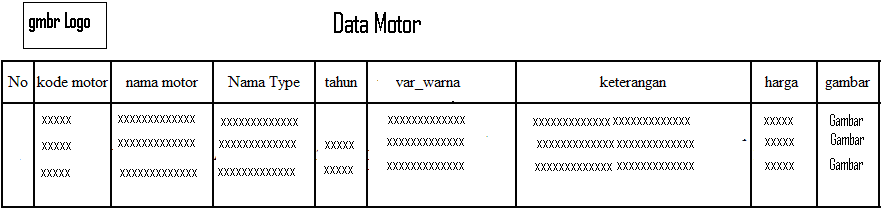 gmbr Logo
Data Motor
No kode motor nama motor Nama Type tahun var_warna keterangan harga gambar
xxxxx xxxxxxxxxxxxx xxxxxxxxxxxxx xxxxxxxxxxxxx xxxxxxxxxxxxx xxxxxxxxxxxxx xxxxx Gambar
xxxxx xxxxxxxxxxxxx xxxxxxxxxxxxx xxxxx xxxxxxxxxxxxx xxxxxxxxxxxxx xxxxxxxxxxxxx xxxxx Gambar
xxxxx xxxxxxxxxxxxx xxxxxxxxxxxxx xxxxx xxxxxxxxxxxxx xxxxxxxxxxxxx xxxxxxxxxxxxx xxxxx Gambar